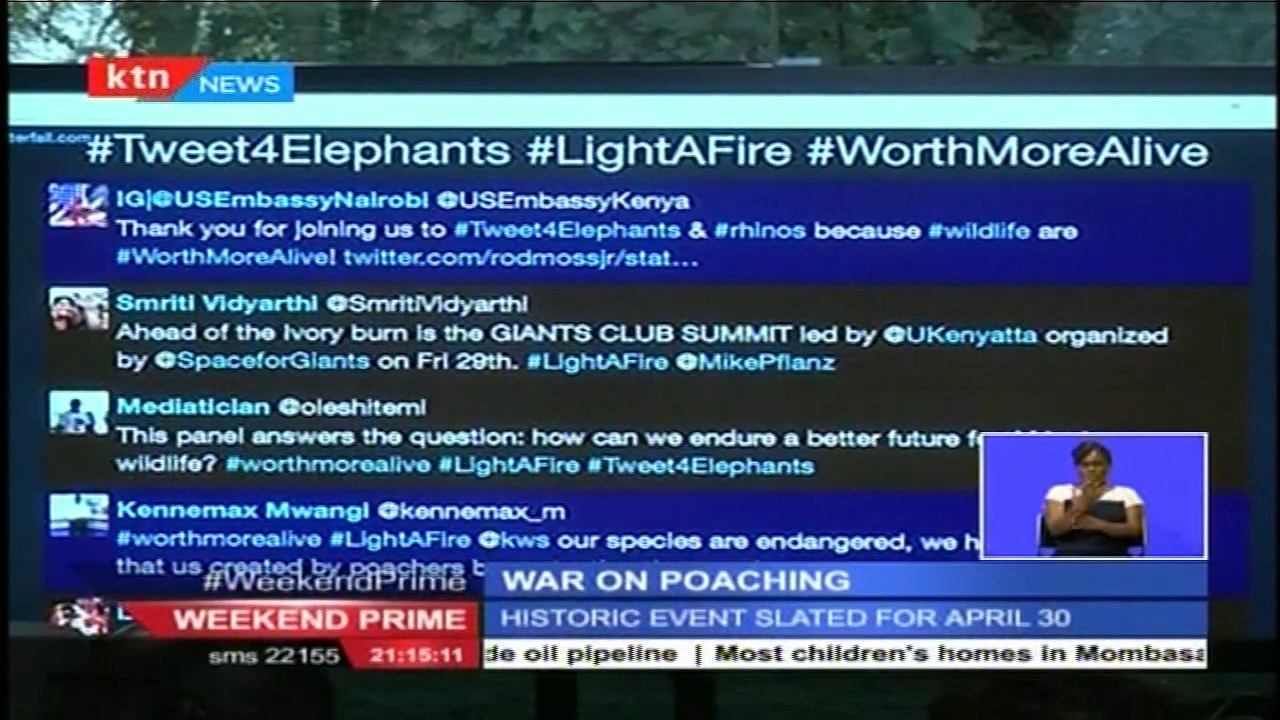 ktn NEWS
terfall.com
#Tweet4Elephants #LightAFire #WorthMoreAlive
IG|@USEmbassyNairobi @USEmbassyKenya
Thank you for joining us to #Tweet4Elephants & #rhinos because #wildlife are
#WorthMoreAlive! twitter.com/rodmossjr/stat...
Smriti Vidyarthi @SmritiVidyarthi
Ahead of the ivory burn is the GIANTS CLUB SUMMIT led by @UKenyatta organized
by @SpaceforGiants on Fri 29th. #LightAFire @MikePflanz
Mediatician @oleshitemi
This panel answers the question: how can we endure a better future
wildlife? #worthmorealive #LightAFire #Tweet4Elephants
Kennemax Mwangi @kennemax_m
#worthmorealive #LightAFire @kws our species are endangered, we
that us created by poachers
#WeekendPrime
WAR ON POACHING
WEEKEND PRIME
HISTORIC EVENT SLATED FOR APRIL 30
sms 22155 21:15:11
de oil pipeline | Most children's homes in Mombasa